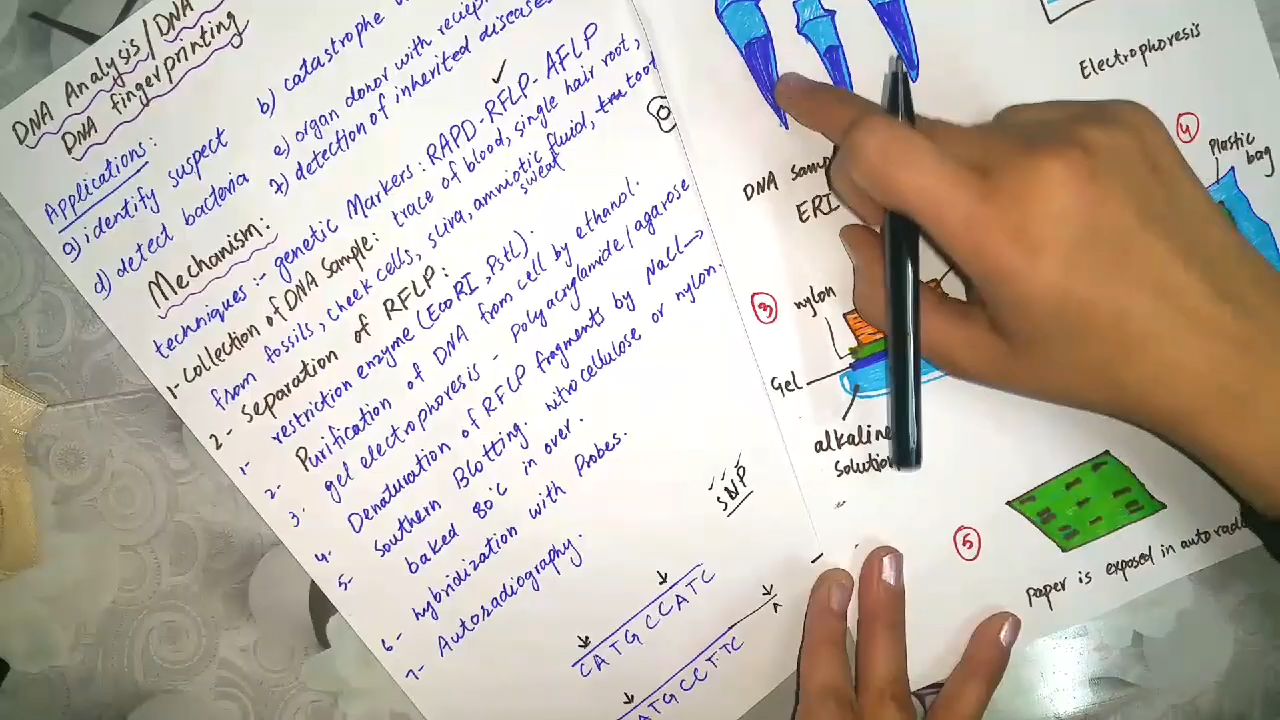 DNA Analysis/DNA
DNA fingerprinting
Applications:
a) identify suspect
b) catastrophe
d) detect bacteria
e) organ donor with recipie
7) detection of inherited diseases
Mechanism:
techniques :- genetic Markers: RAPD-RFLP-AFLP
1- collection of DNA Sample: trace of blood, single hair root,
from fossils, cheek cells, sliva, amniotic fluid, toot
sweat
2- Separation of RFLP:
1- restriction enzyme (EcoRI, PstI).
2- Purification of DNA from cell by ethanol.
3. gel electrophoresis - polyacrylamide/agarose
4- Denaturation of RFLP fragments by NaCl→
5- Southern Blotting. nitrocellulose or nylon.
baked 80°C in over.
6- hybridization with Probes.
7- Autoradiography.
SNP
CATGCCATC
ATGCCTTC
A
Electrophoresis
DNA samp
ERI
3
nylon
Gel
alkaline
solution
4
Plastic
bag
5
paper is exposed in autorad